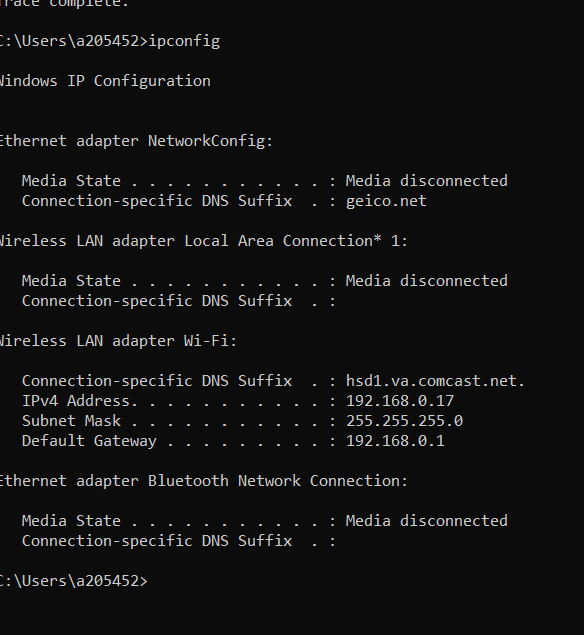 Trace complete.
C:\Users\a205452>ipconfig
Windows IP Configuration
Ethernet adapter NetworkConfig:
Media State . . . . . . . . . . . : Media disconnected
Connection-specific DNS Suffix  . : geico.net
Wireless LAN adapter Local Area Connection* 1:
Media State . . . . . . . . . . . : Media disconnected
Connection-specific DNS Suffix  . :
Wireless LAN adapter Wi-Fi:
Connection-specific DNS Suffix  . : hsd1.va.comcast.net.
IPv4 Address. . . . . . . . . . . : 192.168.0.17
Subnet Mask . . . . . . . . . . . : 255.255.255.0
Default Gateway . . . . . . . . . : 192.168.0.1
Ethernet adapter Bluetooth Network Connection:
Media State . . . . . . . . . . . : Media disconnected
Connection-specific DNS Suffix  . :
C:\Users\a205452>